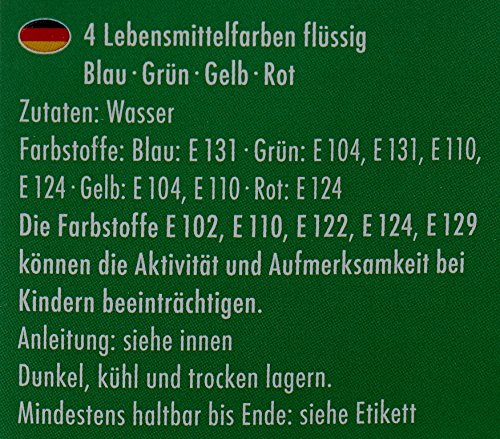 4 Lebensmittelfarben flüssig
Blau · Grün · Gelb · Rot
Zutaten: Wasser
Farbstoffe: Blau: E 131 · Grün: E 104, E 131, E 110,
E 124 · Gelb: E 104, E 110 · Rot: E 124
Die Farbstoffe E 102, E 110, E 122, E 124, E 129
können die Aktivität und Aufmerksamkeit bei
Kindern beeinträchtigen.
Anleitung: siehe innen
Dunkel, kühl und trocken lagern.
Mindestens haltbar bis Ende: siehe Etikett